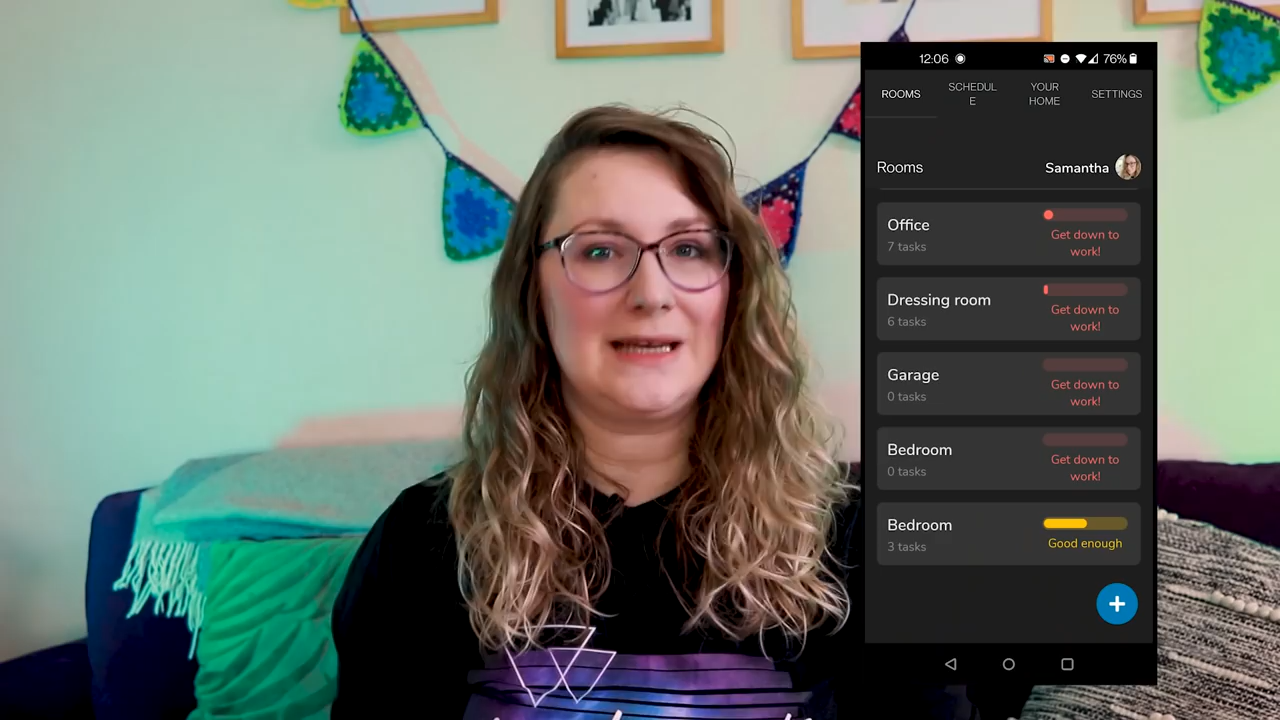 12:06
76%
ROOMS
SCHEDUL
E
YOUR
HOME
SETTINGS
Rooms
Samantha
Office
7 tasks
Get down to
work!
Dressing room
6 tasks
Get down to
work!
Garage
0 tasks
Get down to
work!
Bedroom
0 tasks
Get down to
work!
Bedroom
3 tasks
Good enough